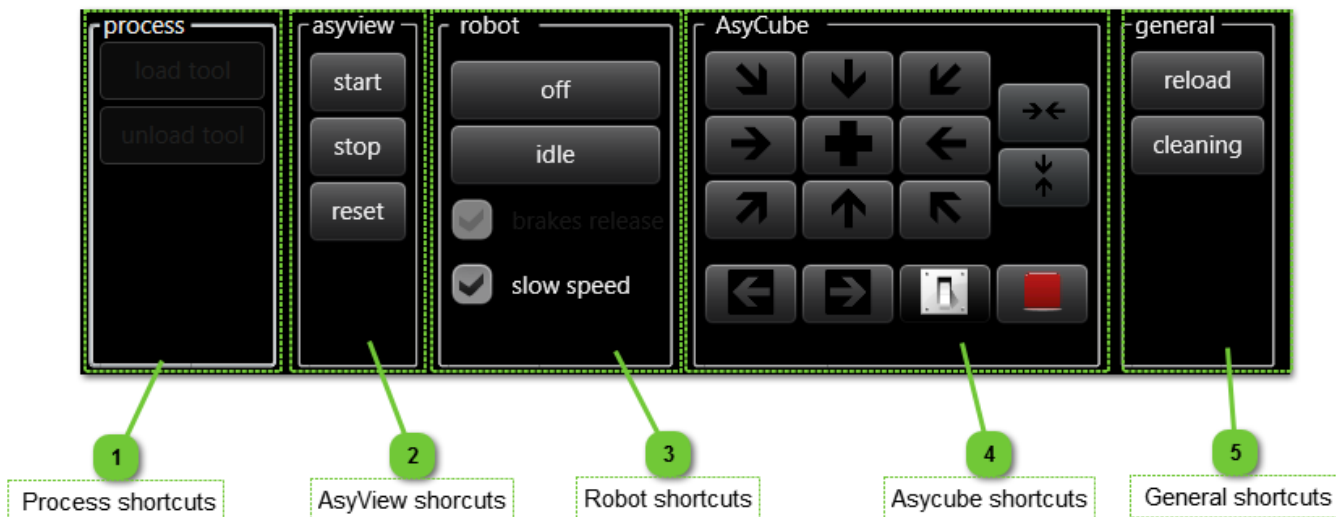 process
load tool
unload tool
asyview
start
stop
reset
robot
off
idle
brakes release
slow speed
AsyCube
general
reload
cleaning
1
Process shortcuts
2
AsyView shorcuts
3
Robot shortcuts
4
Asycube shortcuts
5
General shortcuts